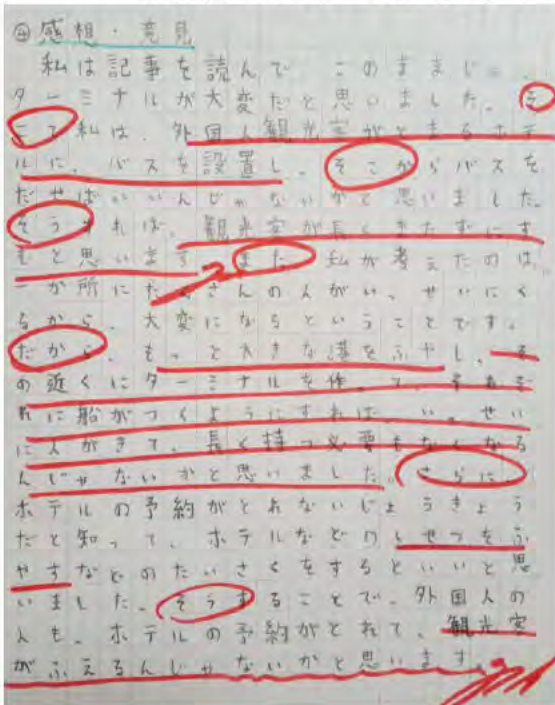 ④感想・意見
私は記事を読んで、このままじゃ、
ターミナルが大変だと思いました。そ
こで私は、外国人観光客がとまるホテ
ルに、バスを設置し、そこからバスを
だせばいいんじゃないかと思いました。
そうすれば、観光客が長くまたずにす
むと思います。また、私が考えたのは、
一か所にたくさんの人がいっせいにく
るから、大変になるということです。
だから、もっと大きな港をふやし、
の近くにターミナルを作って、それぞ
れに船がつくようにすれば、いっせい
に人がきて、長く持つ必要もなくなる
んじゃないかと思いました。さらに、
ホテルの予約がとれないじょうきょう
だと知って、ホテルなどのしせつをふ
やすなどのたいさくをするといいと思
いました。そうすることで、外国人の
人も、ホテルの予約がとれて、観光客
がふえるんじゃないかと思います。